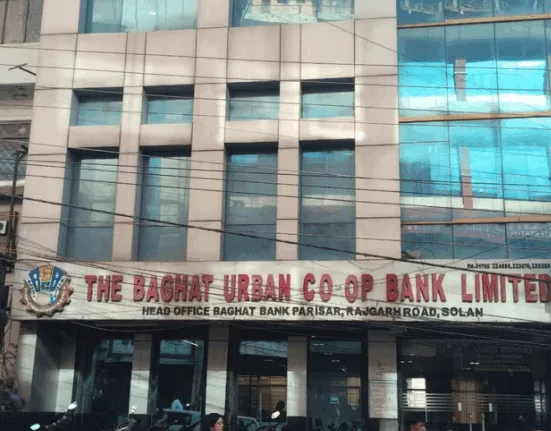 THE BAGHAT URBAN CO-OP BANK LIMITED
HEAD OFFICE BAGHAT BANK PARISAR, RAJGARH ROAD, SOLAN